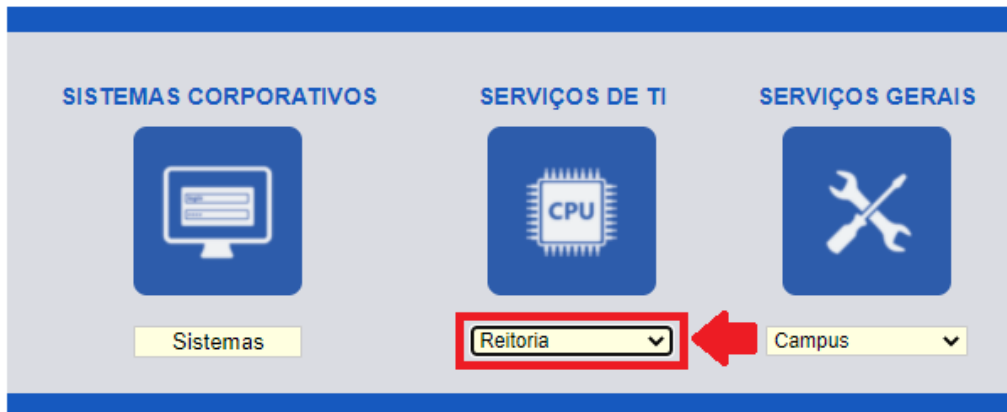 SISTEMAS CORPORATIVOS
SERVIÇOS DE TI
SERVIÇOS GERAIS
CPU
Sistemas
Reitoria
Campus